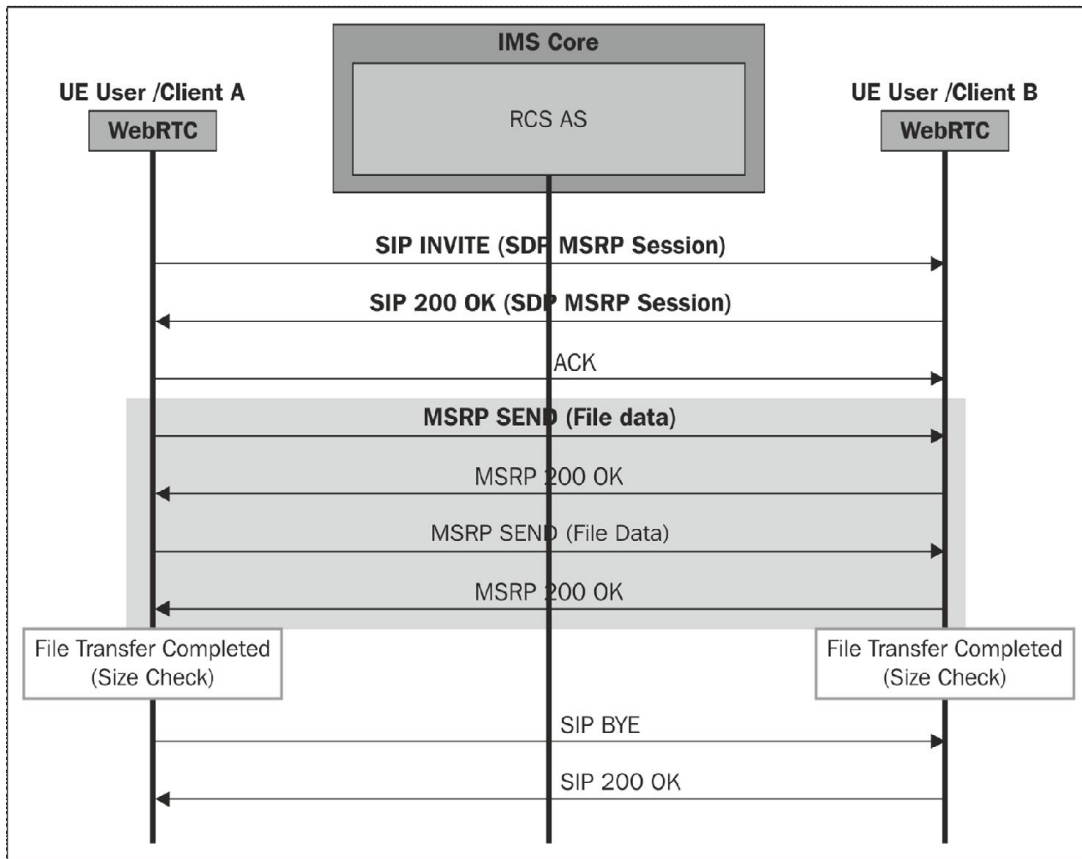 IMS Core
RCS AS
UE User /Client A
WebRTC
UE User /Client B
WebRTC
SIP INVITE (SDP MSRP Session)
SIP 200 OK (SDP MSRP Session)
ACK
MSRP SEND (File data)
MSRP 200 OK
MSRP SEND (File Data)
MSRP 200 OK
File Transfer Completed
(Size Check)
File Transfer Completed
(Size Check)
SIP BYE
SIP 200 OK